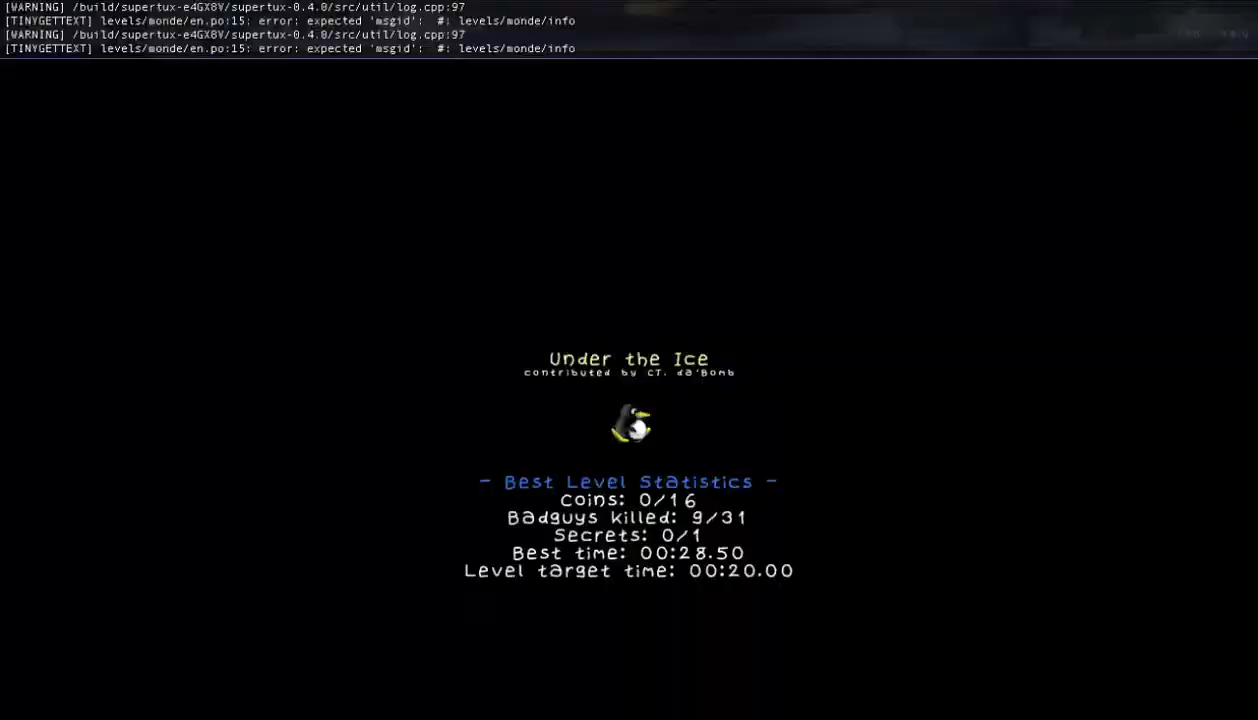 [WARNING] /build/supertux-e4GX8V/supertux-0.4.0/src/util/log.cpp:97
[TINYGETTEXT] levels/monde/en.po:15: error: expected 'msgid':  #: levels/monde/info
[WARNING] /build/supertux-e4GX8V/supertux-0.4.0/src/util/log.cpp:97
[TINYGETTEXT] levels/monde/en.po:15: error: expected 'msgid':  #: levels/monde/info
Under the Ice
contributed by CT. da'Bomb
- Best Level Statistics -
Coins: 0/16
Badguys killed: 9/31
Secrets: 0/1
Best time: 00:28.50
Level target time: 00:20.00